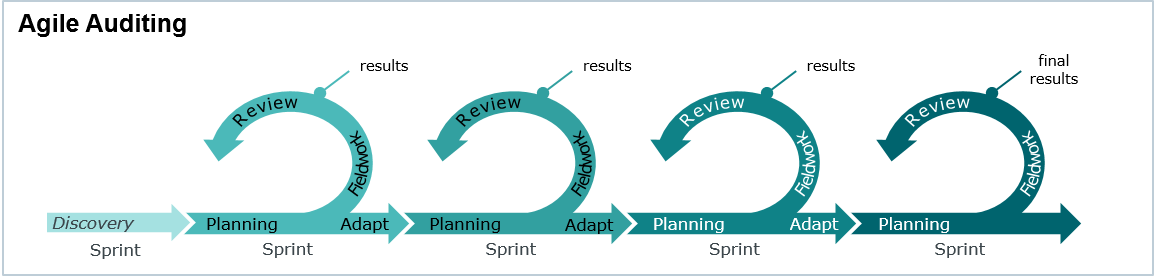 Agile Auditing
results
results
results
final
results
Review
Fieldwork
Review
Fieldwork
Review
Fieldwork
Review
Fieldwork
Discovery
Planning
Adapt
Planning
Adapt
Planning
Adapt
Planning
Sprint
Sprint
Sprint
Sprint
Sprint